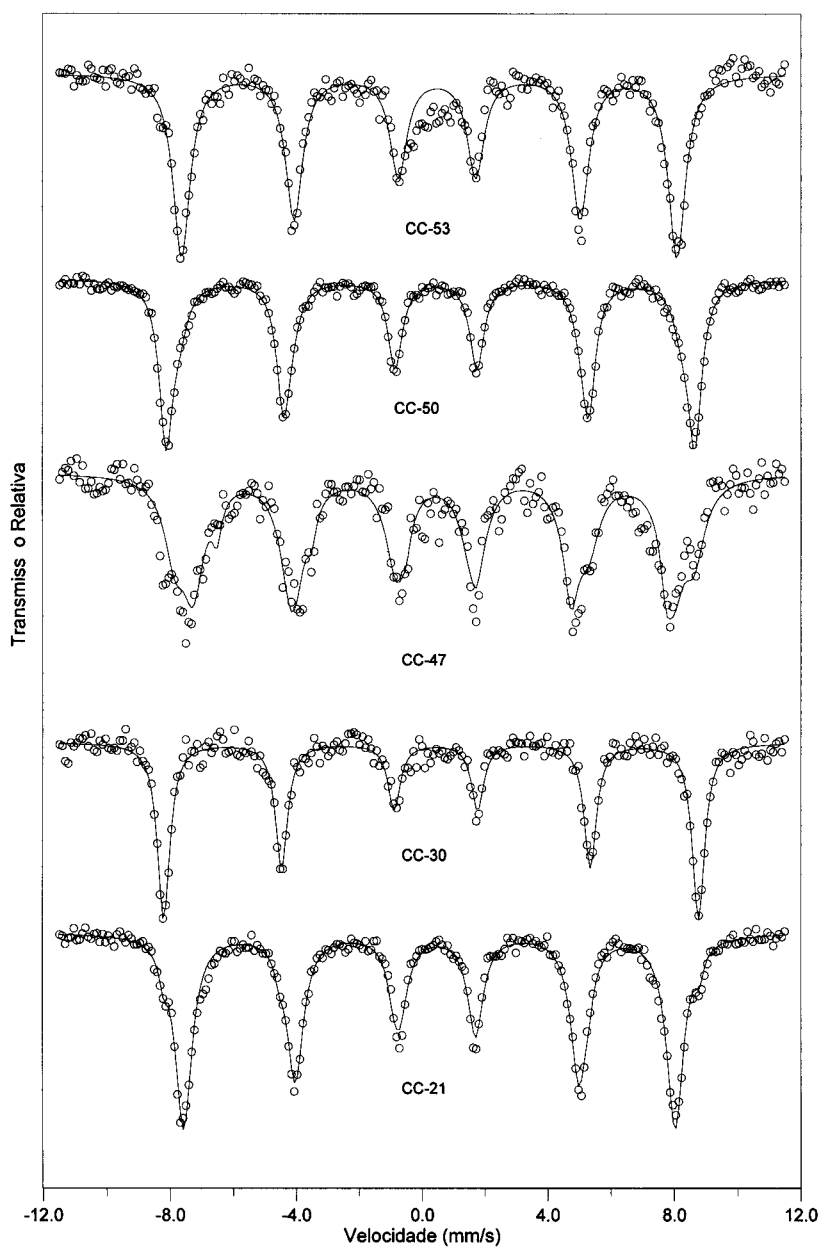 CC-53
CC-50
CC-47
CC-30
CC-21
Transmiss o Relativa
-12.0 -8.0 -4.0 0.0 4.0 8.0 12.0
Velocidade (mm/s)